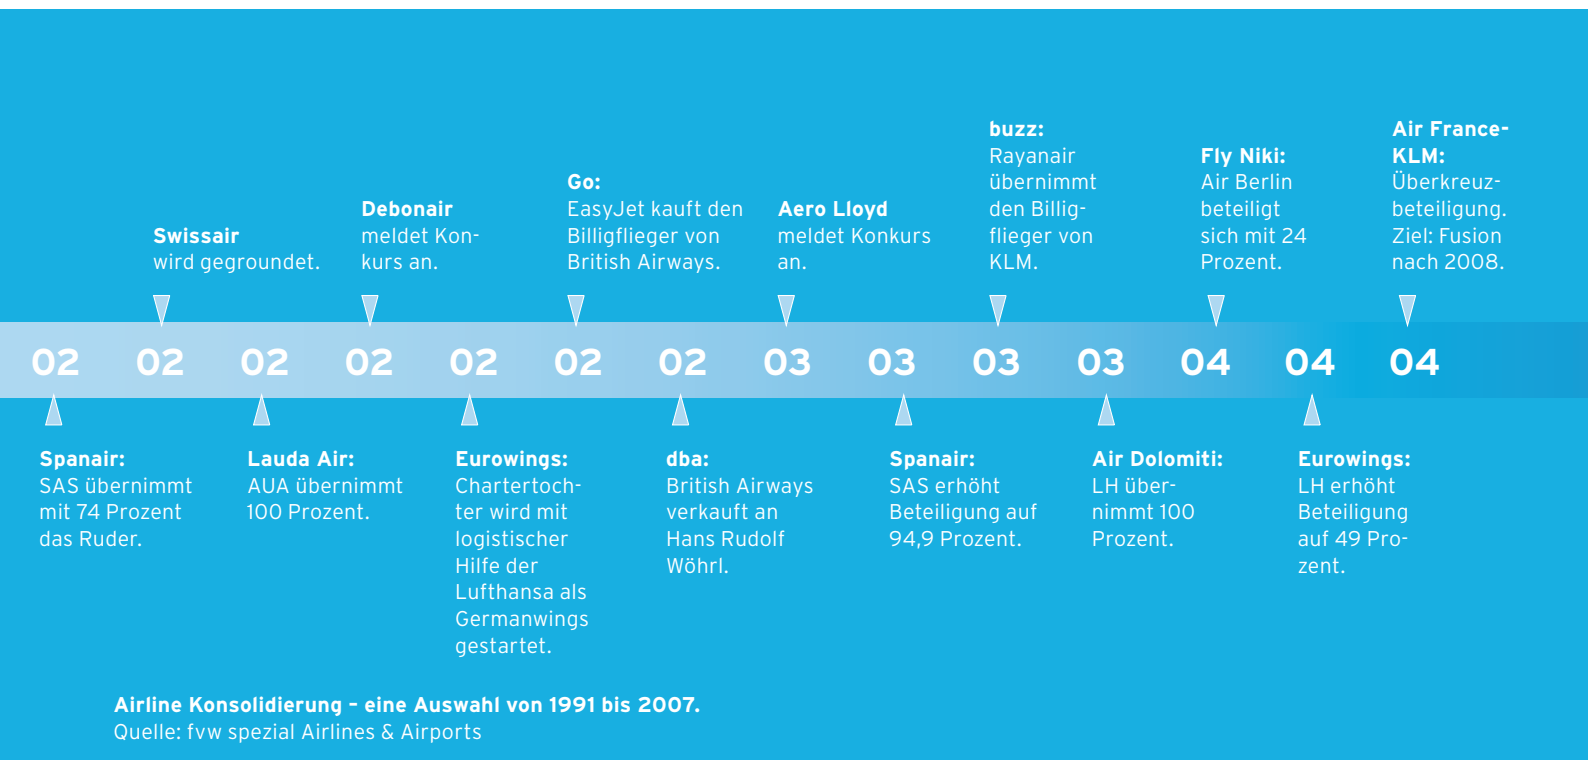 Swissair
wird gegroundet.
Debonair
meldet Kon-
kurs an.
Go:
EasyJet kauft den
Billigflieger von
British Airways.
Aero Lloyd
meldet Konkurs
an.
buzz:
Rayanair
übernimmt
den Billig-
flieger von
KLM.
Fly Niki:
Air Berlin
beteiligt
sich mit 24
Prozent.
Air France-
KLM:
Überkreuz-
beteiligung.
Ziel: Fusion
nach 2008.
02 02 02 02 02 02 02 03 03 03 03 04 04 04
Spanair:
SAS übernimmt
mit 74 Prozent
das Ruder.
Lauda Air:
AUA übernimmt
100 Prozent.
Eurowings:
Chartertoch-
ter wird mit
logistischer
Hilfe der
Lufthansa als
Germanwings
gestartet.
dba:
British Airways
verkauft an
Hans Rudolf
Wöhrl.
Spanair:
SAS erhöht
Beteiligung auf
94,9 Prozent.
Air Dolomiti:
LH über-
nimmt 100
Prozent.
Eurowings:
LH erhöht
Beteiligung
auf 49 Pro-
zent.
Airline Konsolidierung – eine Auswahl von 1991 bis 2007.
Quelle: fvw spezial Airlines & Airports